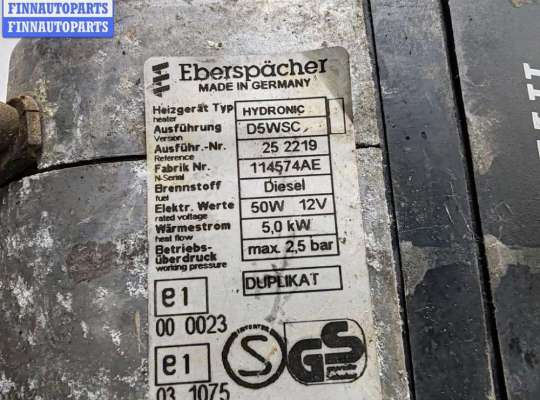 FINNAUTOPARTS
FINNAUTOPARTS
Eberspächer
MADE IN GERMANY
Heizgerät Typ HYDRONIC
heater
Ausführung D5WSC
Version
Ausführ.-Nr. 25 2219
Reference
Fabrik Nr. 114574AE
N-Serial
Brennstoff Diesel
fuel
Elektr. Werte 50W 12V
rated voltage
Wärmestrom 5,0 kW
heat flow
Betriebs-
überdruck max. 2,5 bar
working pressure
DUPLIKAT
e1
00 0023
e1
03 1075
S
GS